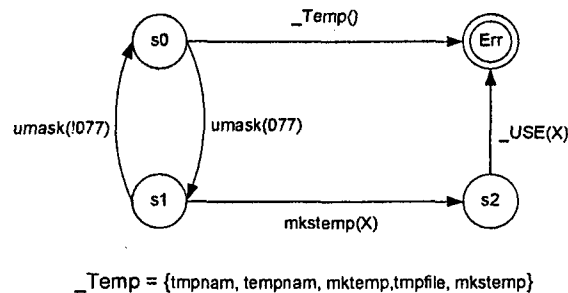 _Temp()
s0
Err
umask(!077)
umask(077)
_USE(X)
s1
s2
mkstemp(X)
_Temp = {tmpnam, tempnam, mktemp,tmpfile, mkstemp}